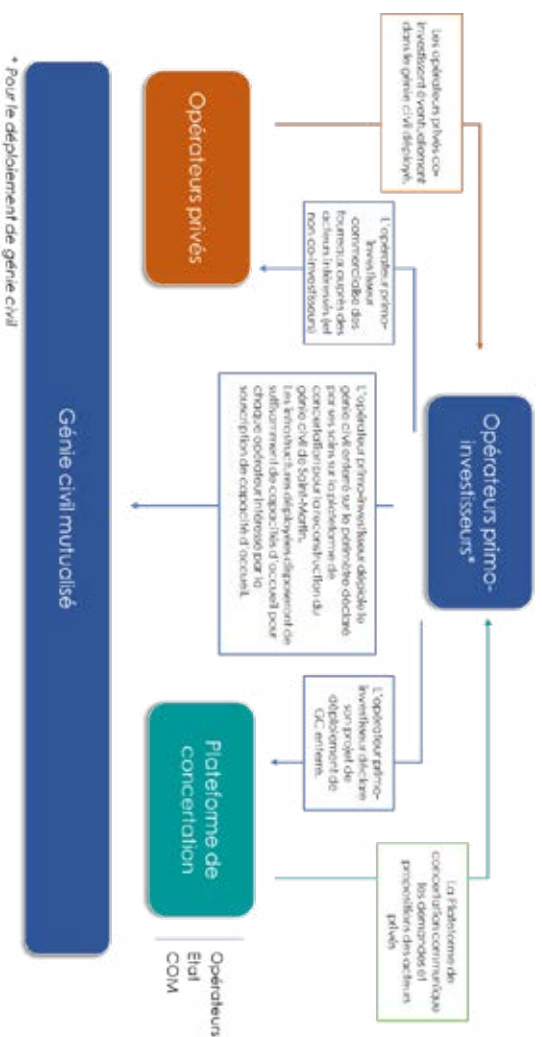 Opérateurs primo-
investisseurs*
Les opérateurs privés co-
investissent éventuellement
dans le génie civil déployé.
L'opérateur primo-
investisseur
commercialise des
fourreaux auprès des
acteurs intéressés (et
non co-investisseurs)
L'opérateur primo-investisseur déploie le
génie civil enterré sur le périmètre déclaré
par ses soins sur la plateforme de
concertation pour la reconstruction du
génie civil de Saint-Martin.
Les infrastructures déployées disposeront de
suffisamment de capacités d'accueil pour
chaque opérateur intéressé par la
souscription de capacité d'accueil.
L'opérateur primo-
investisseur déclare
son projet de
déploiement de
GC enterré.
La Plateforme de
concertation communique
les demandes et
propositions des acteurs
privés
Opérateurs privés
Plateforme de
concertation
Opérateurs
Etat
COM
Génie civil mutualisé
* Pour le déploiement de génie civil